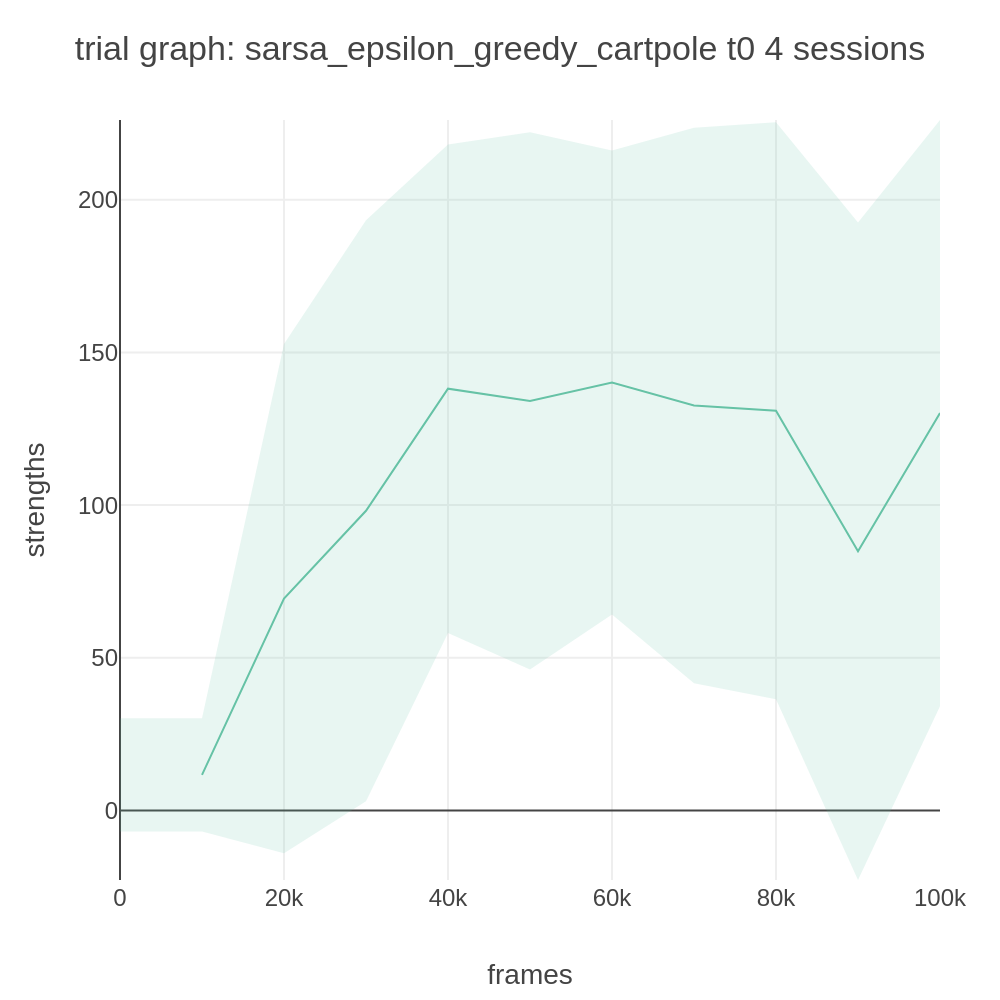 trial graph: sarsa_epsilon_greedy_cartpole t0 4 sessions
200
150
100
50
0
strengths
0
20k
40k
60k
80k
100k
frames